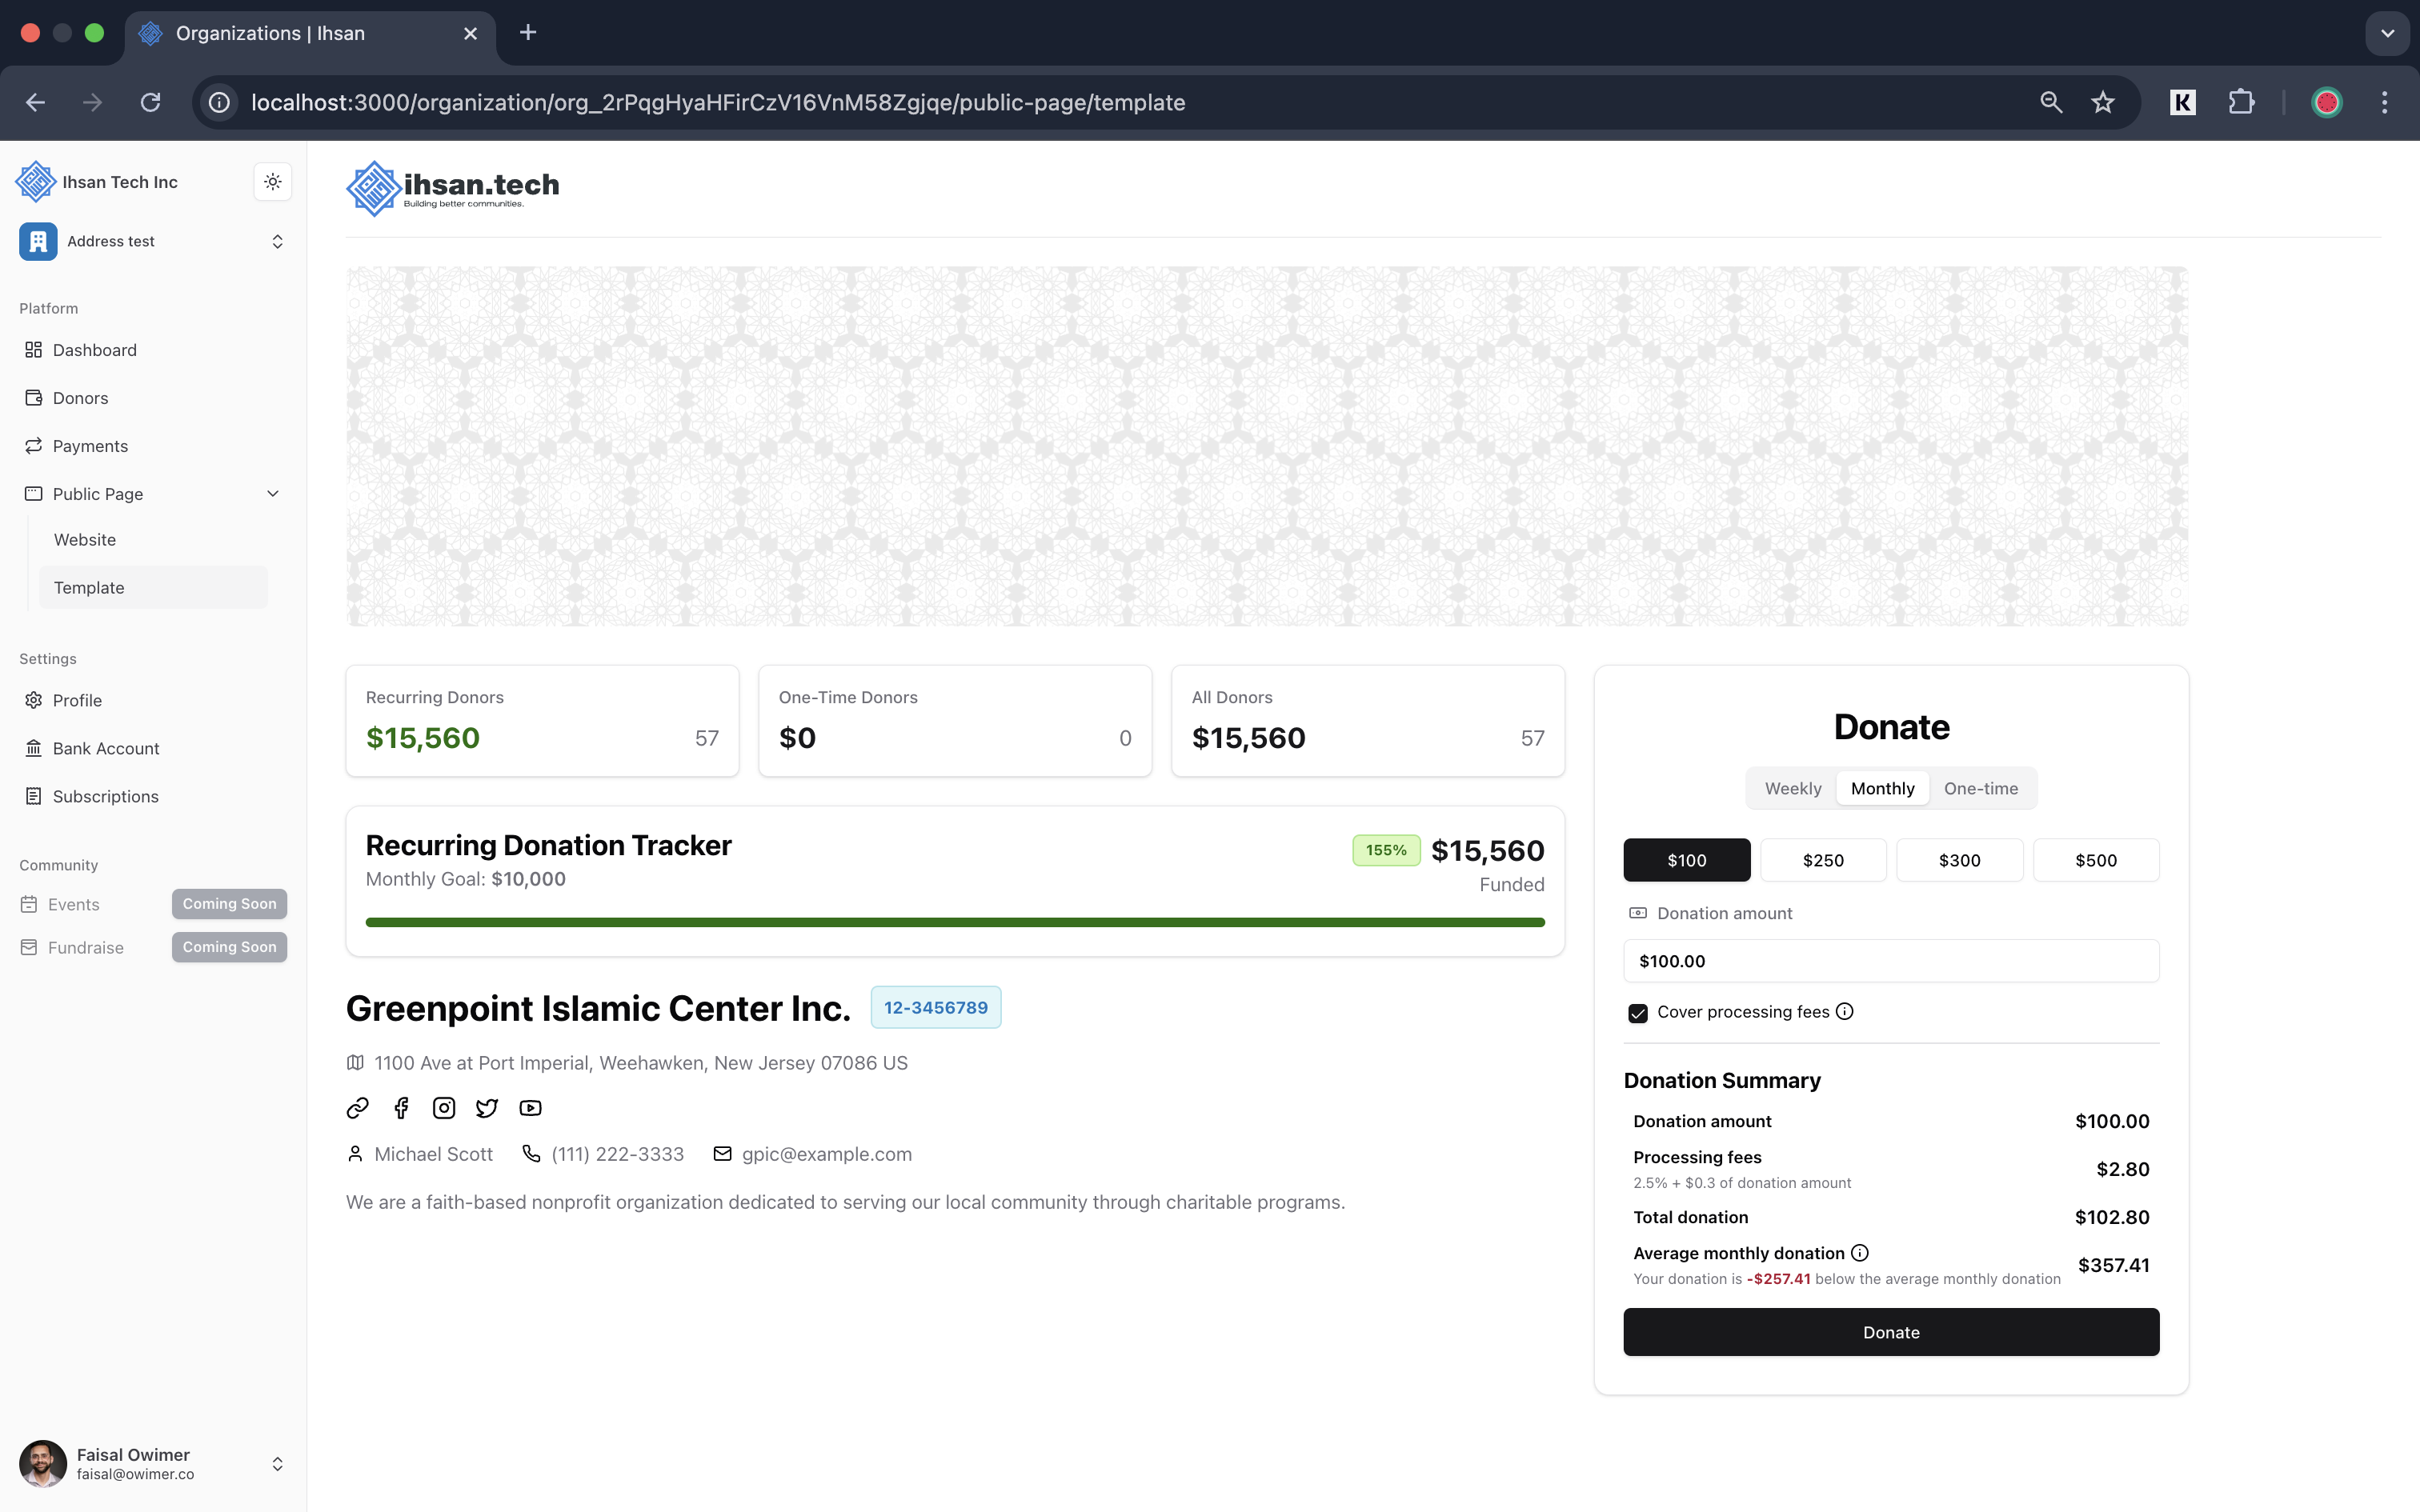 Organizations | Ihsan
localhost:3000/organization/org_2rPqgHyaHFirCzV16VnM58Zgjqe/public-page/template
K
Ihsan Tech Inc
Address test
Platform
Dashboard
Donors
Payments
Public Page
Website
Template
Settings
Profile
Bank Account
Subscriptions
Community
Events Coming Soon
Fundraise Coming Soon
Faisal Owimer
faisal@owimer.co
ihsan.tech
Building better communities.
Recurring Donors
$15,560 57
One-Time Donors
$0 0
All Donors
$15,560 57
Recurring Donation Tracker
Monthly Goal: $10,000
155% $15,560
Funded
Greenpoint Islamic Center Inc. 12-3456789
1100 Ave at Port Imperial, Weehawken, New Jersey 07086 US
Michael Scott (111) 222-3333 gpic@example.com
We are a faith-based nonprofit organization dedicated to serving our local community through charitable programs.
Donate
Weekly Monthly One-time
$100 $250 $300 $500
Donation amount
$100.00
Cover processing fees
Donation Summary
Donation amount $100.00
Processing fees $2.80
2.5% + $0.3 of donation amount
Total donation $102.80
Average monthly donation $357.41
Your donation is -$257.41 below the average monthly donation
Donate